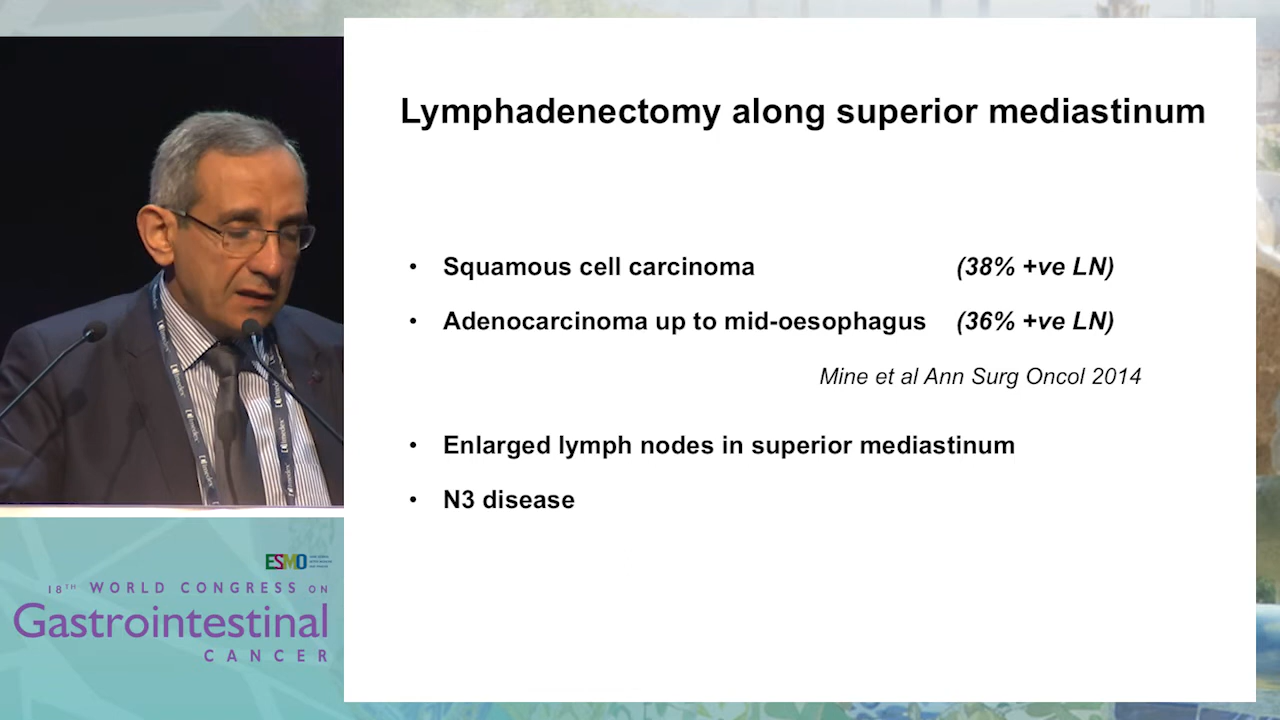 Lymphadenectomy along superior mediastinum
• Squamous cell carcinoma (38% +ve LN)
• Adenocarcinoma up to mid-oesophagus (36% +ve LN)
Mine et al Ann Surg Oncol 2014
• Enlarged lymph nodes in superior mediastinum
• N3 disease
ESMO
18TH WORLD CONGRESS ON
Gastrointestinal
CANCER